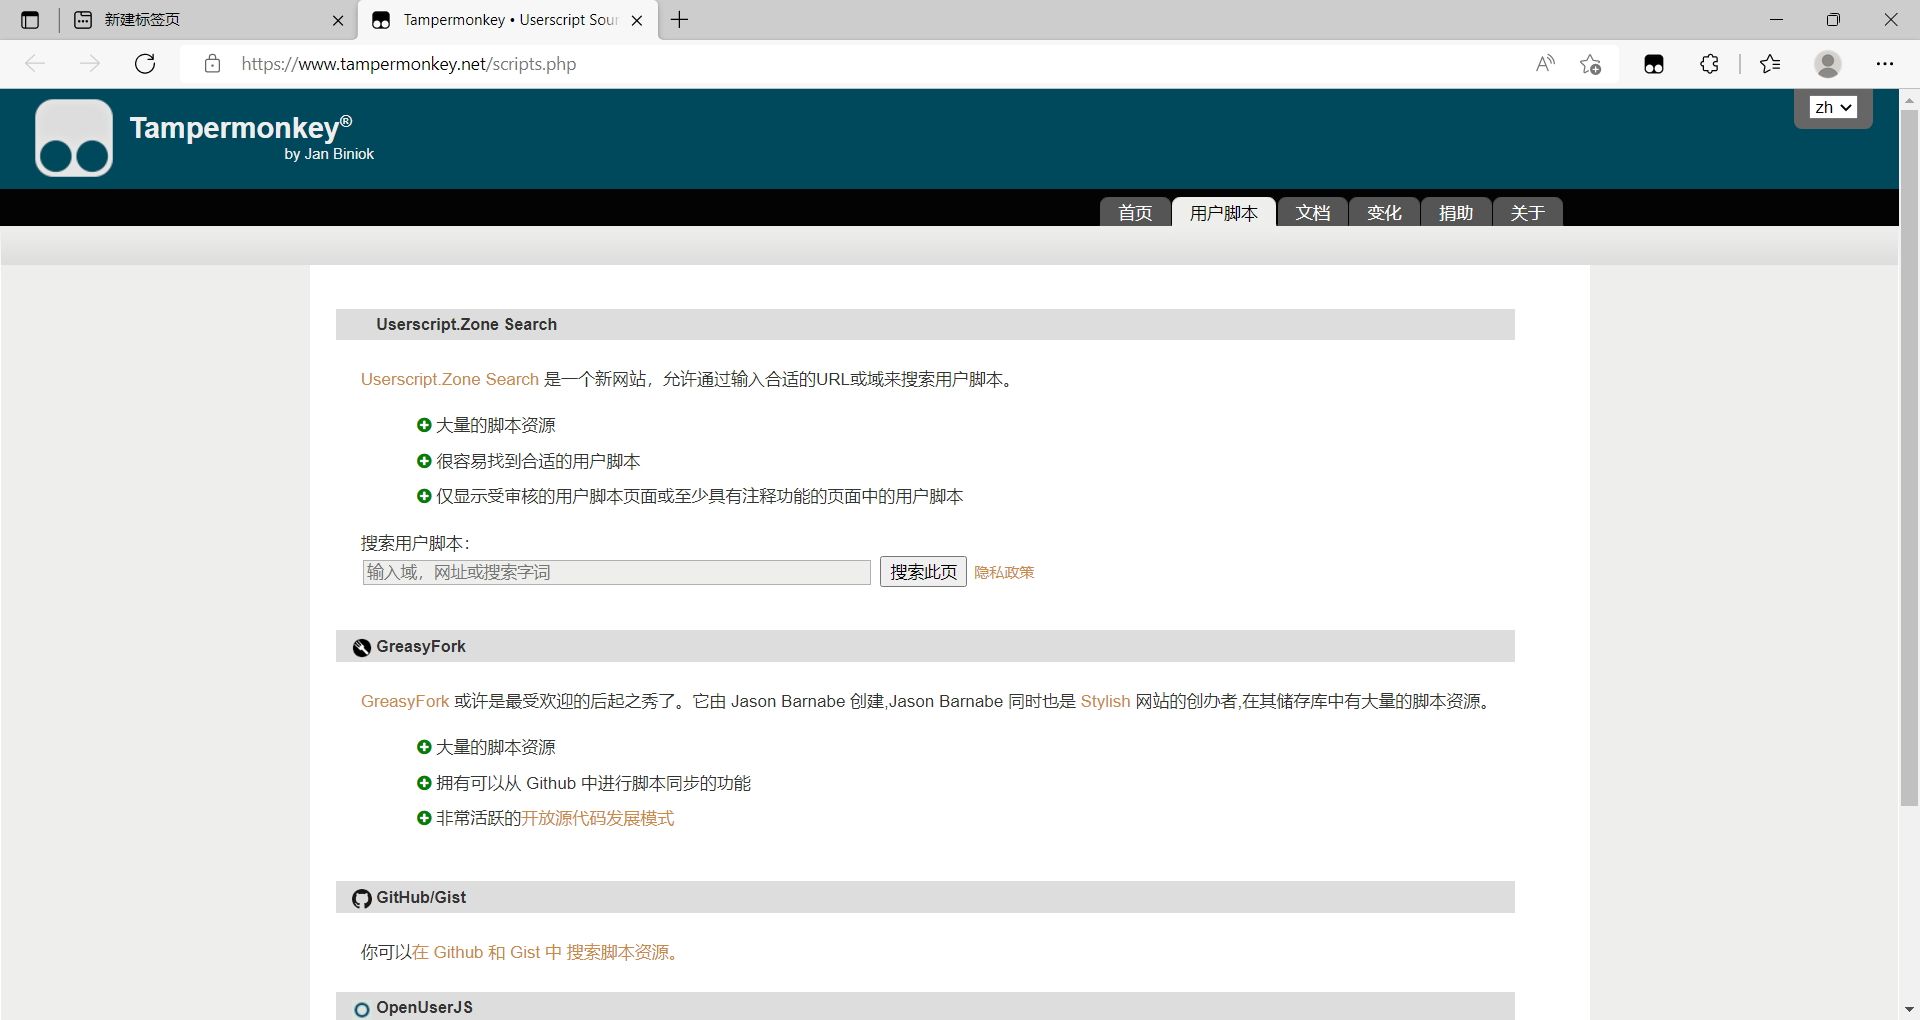 新建标签页
Tampermonkey • Userscript Sour
https://www.tampermonkey.net/scripts.php
zh
Tampermonkey®
by Jan Biniok
首页 用户脚本 文档 变化 捐助 关于
Userscript.Zone Search
Userscript.Zone Search 是一个新网站，允许通过输入合适的URL或域来搜索用户脚本。
大量的脚本资源
很容易找到合适的用户脚本
仅显示受审核的用户脚本页面或至少具有注释功能的页面中的用户脚本
搜索用户脚本：
输入域，网址或搜索字词 搜索此页 隐私政策
GreasyFork
GreasyFork 或许是最受欢迎的后起之秀了。它由 Jason Barnabe 创建,Jason Barnabe 同时也是 Stylish 网站的创办者,在其储存库中有大量的脚本资源。
大量的脚本资源
拥有可以从 Github 中进行脚本同步的功能
非常活跃的开放源代码发展模式
GitHub/Gist
你可以在 Github 和 Gist 中 搜索脚本资源。
OpenUserJS